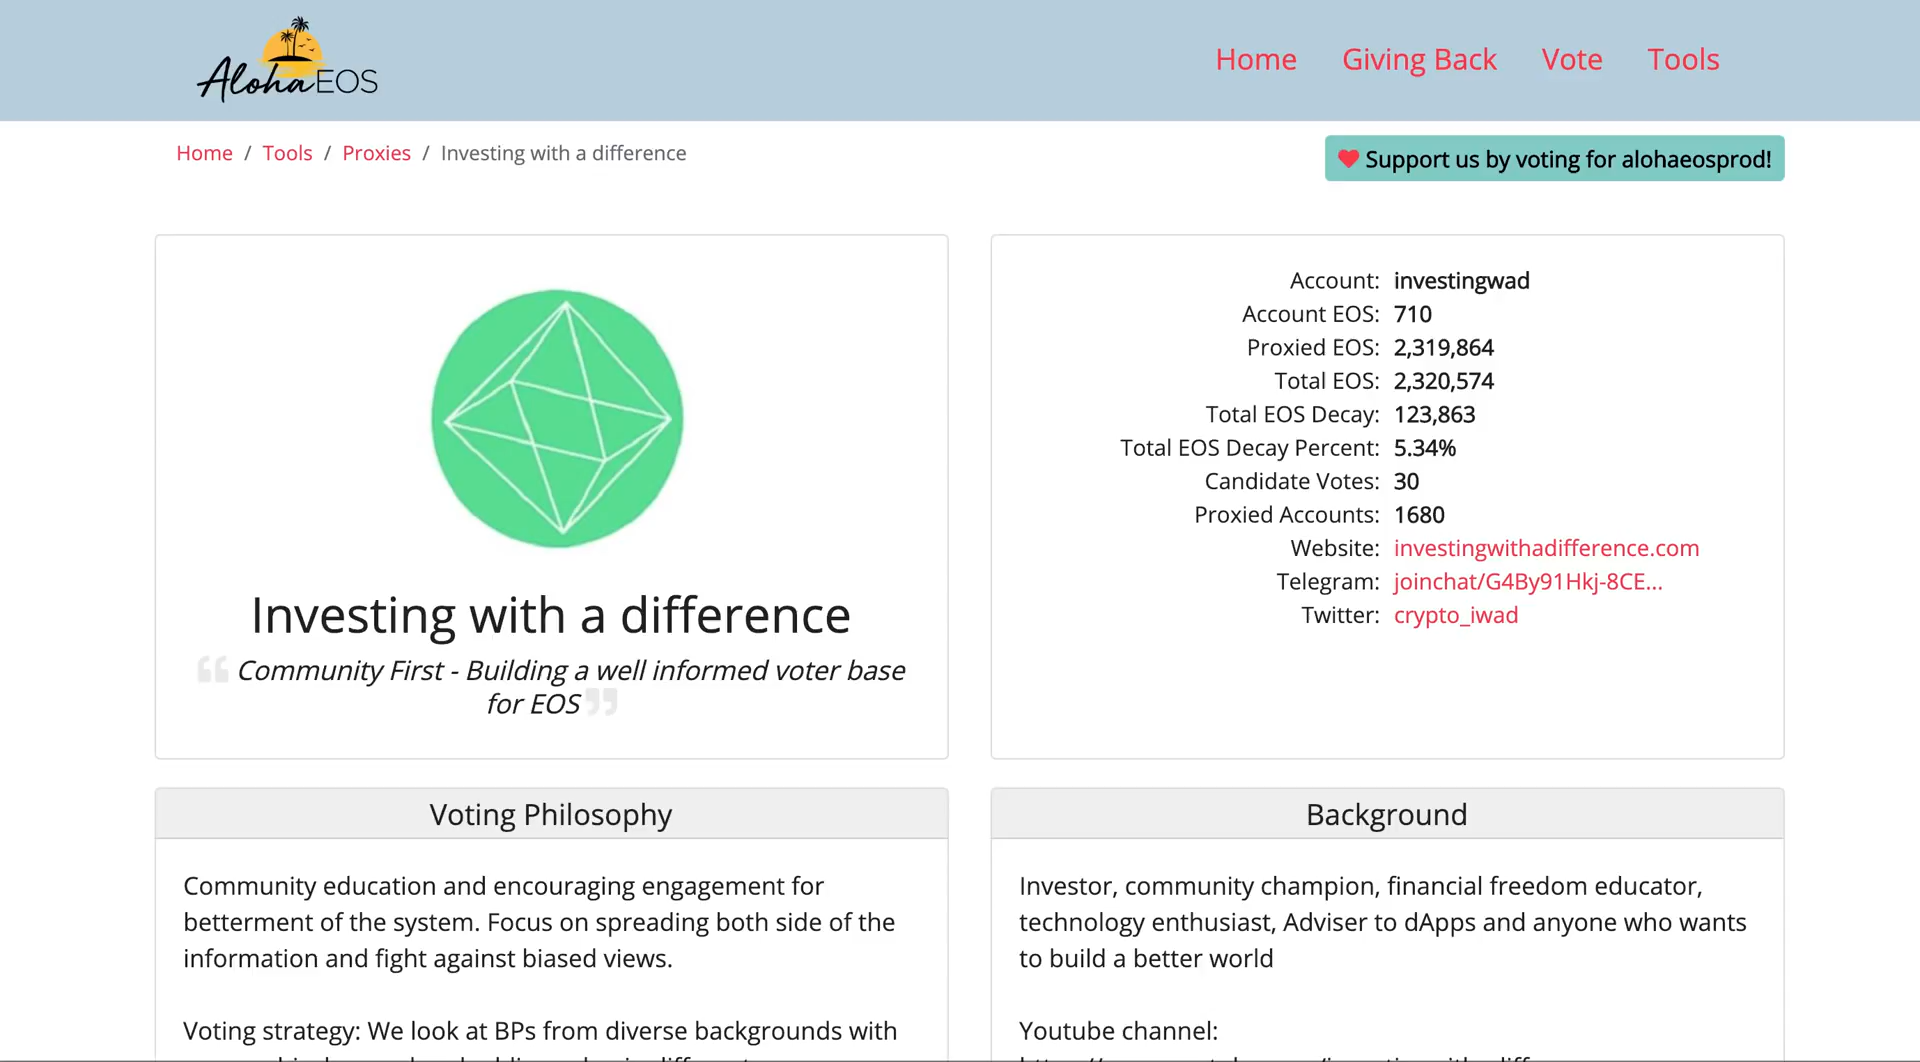 Aloha EOS
Home Giving Back Vote Tools
Home / Tools / Proxies / Investing with a difference
Support us by voting for alohaeosprod!
Investing with a difference
Community First - Building a well informed voter base
for EOS
Account: investingwad
Account EOS: 710
Proxied EOS: 2,319,864
Total EOS: 2,320,574
Total EOS Decay: 123,863
Total EOS Decay Percent: 5.34%
Candidate Votes: 30
Proxied Accounts: 1680
Website: investingwithadifference.com
Telegram: joinchat/G4By91Hkj-8CE...
Twitter: crypto_iwad
Voting Philosophy
Community education and encouraging engagement for
betterment of the system. Focus on spreading both side of the
information and fight against biased views.
Voting strategy: We look at BPs from diverse backgrounds with
Background
Investor, community champion, financial freedom educator,
technology enthusiast, Adviser to dApps and anyone who wants
to build a better world
Youtube channel: